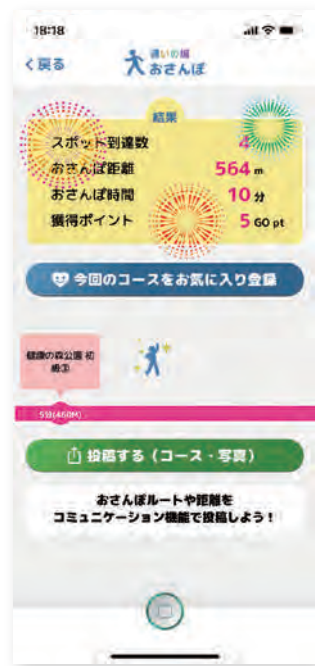 18:18
く戻る
違いの編
おさんぽ
結果
スポット到達数 4
おさんぽ距離 564 m
おさんぽ時間 10 分
獲得ポイント 5 GO pt
今回のコースをお気に入り登録
健康の森公園 初
級③
5分(460M)
投稿する（コース・写真）
おさんぽルートや距離を
コミュニケーション機能で投稿しよう！